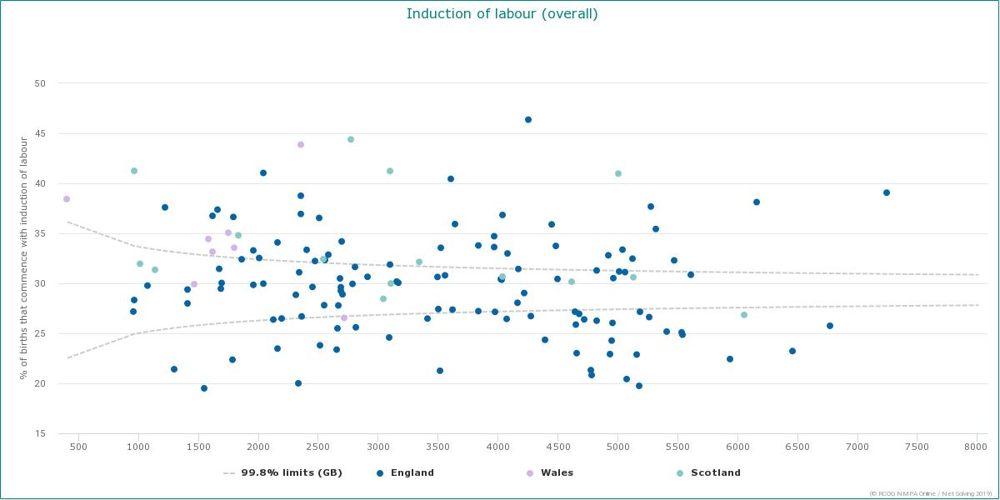 Induction of labour (overall)
% of births that commence with induction of labour
50
45
40
35
30
25
20
15
500 1000 1500 2000 2500 3000 3500 4000 4500 5000 5500 6000 6500 7000 7500 8000
99.8% limits (GB) England Wales Scotland
(© RCOG NMPA Online / Net Solving 2019)